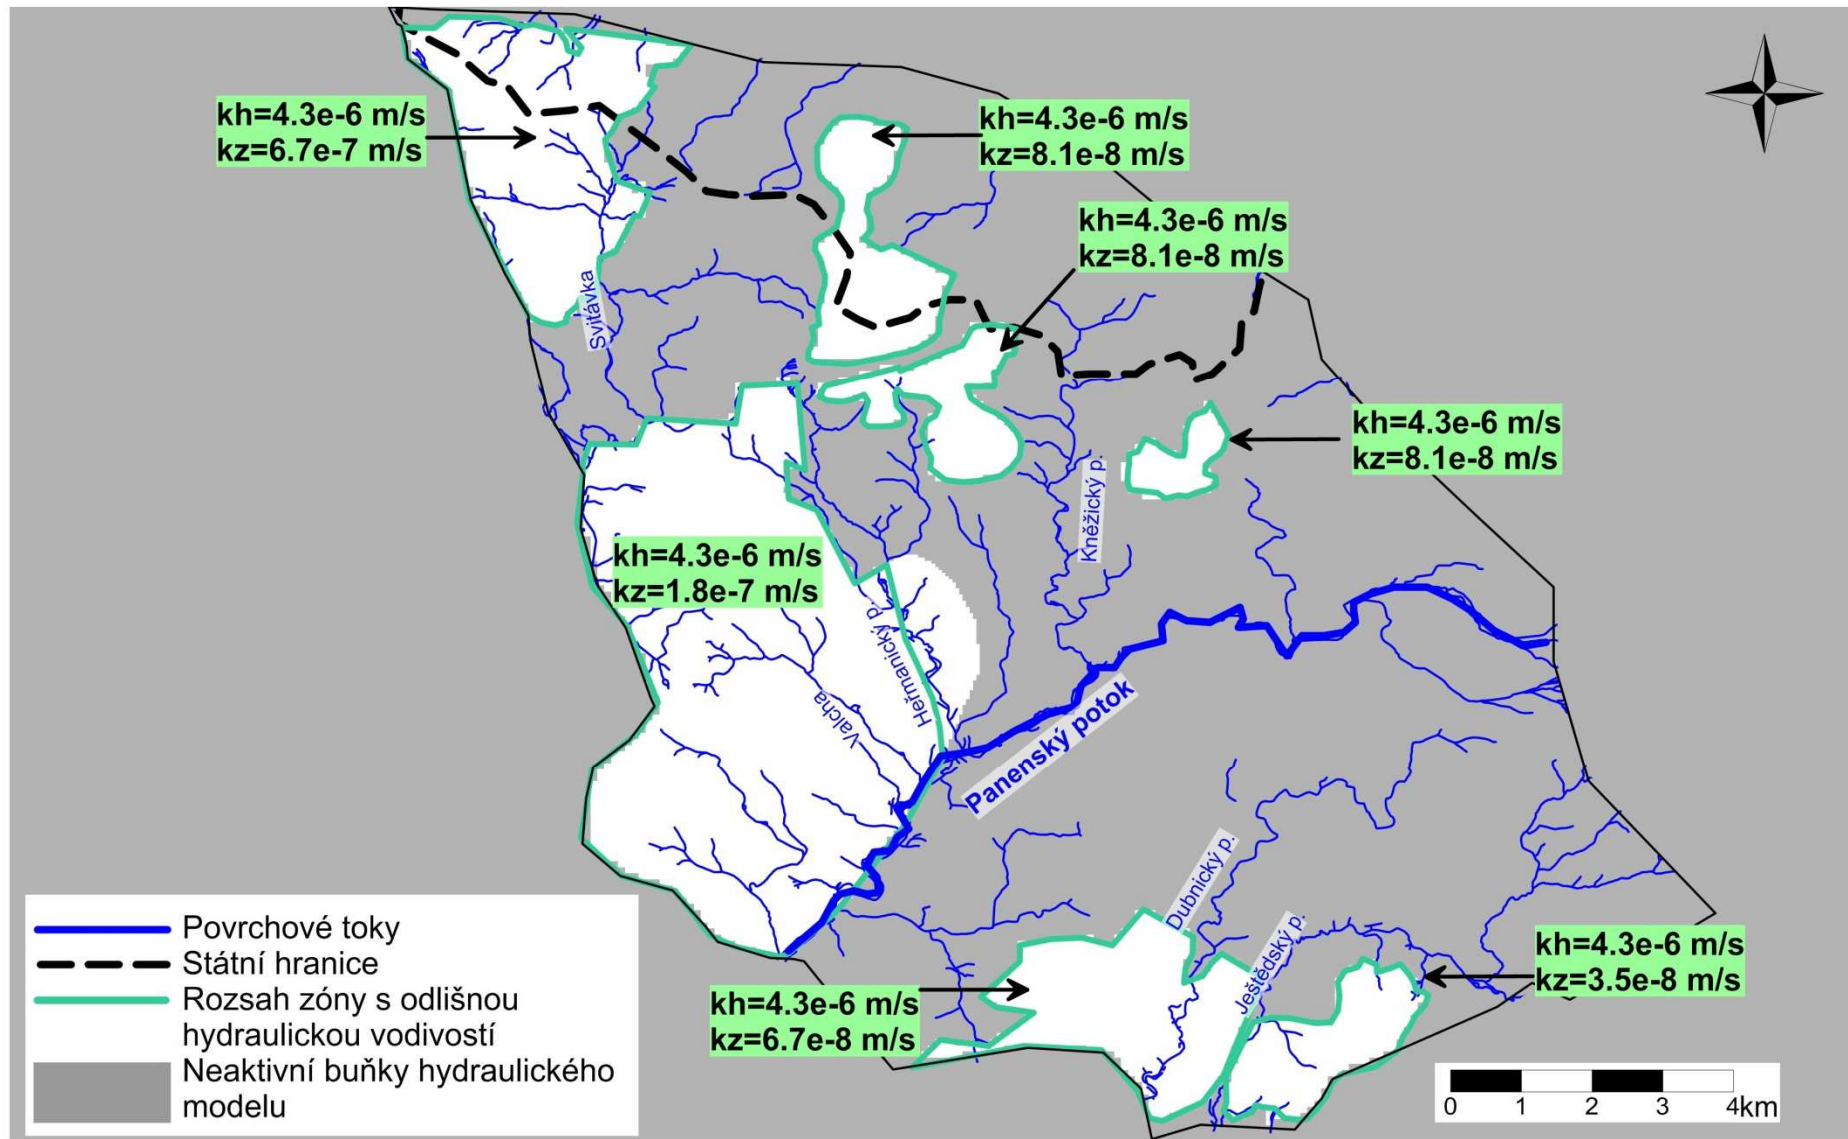 kh=4.3e-6 m/s
kz=6.7e-7 m/s
kh=4.3e-6 m/s
kz=8.1e-8 m/s
kh=4.3e-6 m/s
kz=8.1e-8 m/s
Svitávka
kh=4.3e-6 m/s
kz=8.1e-8 m/s
Kněžický p.
kh=4.3e-6 m/s
kz=1.8e-7 m/s
Heřmanický p.
Valcha
Panenský potok
Dubnický p.
Ještědský p.
kh=4.3e-6 m/s
kz=3.5e-8 m/s
kh=4.3e-6 m/s
kz=6.7e-8 m/s
Povrchové toky
Státní hranice
Rozsah zóny s odlišnou
hydraulickou vodivostí
Neaktivní buňky hydraulického
modelu
0 1 2 3 4km